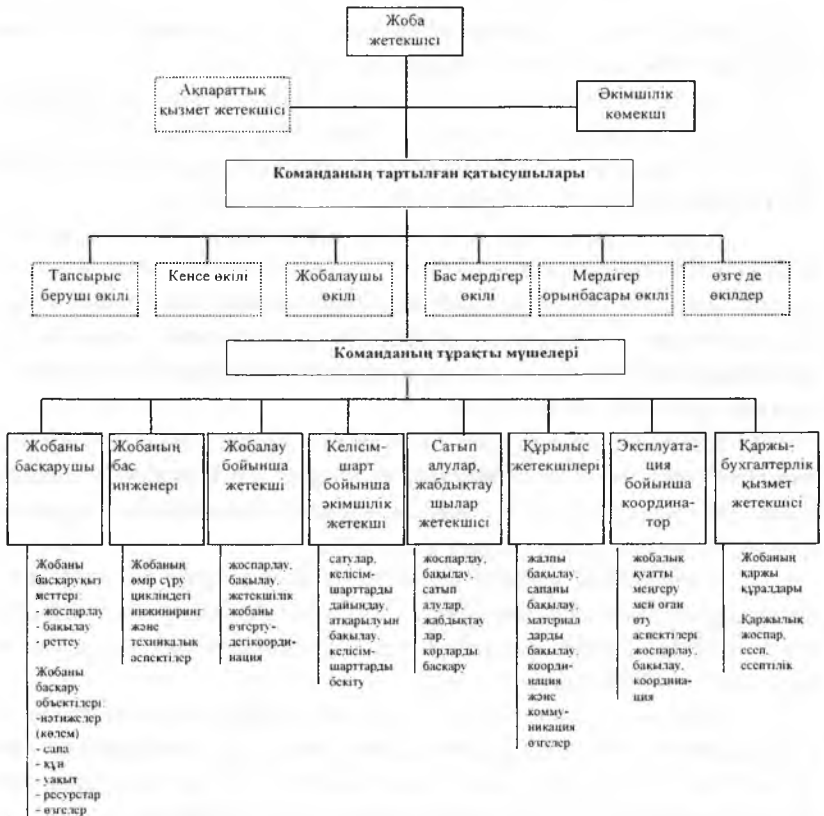 Жоба
жетекшісі
Ақпараттық
қызмет жетекшісі
Әкімшілік
көмекші
Команданың тартылған қатысушылары
Тапсырыс
беруші өкілі
Кенсе өкілі
Жобалаушы
өкілі
Бас мердігер
өкілі
Мердігер
орынбасары өкілі
өзге де
өкілдер
Команданың тұрақты мүшелері
Жобаны
басқарушы
Жобаның
бас
инженері
Жобалау
бойынша
жетекші
Келісім-
шарт
бойынша
әкімшілік
жетекші
Сатып
алулар,
жабдықтау
шылар
жетекшісі
Құрылыс
жетекшілері
Эксплуата-
ция
бойынша
координа-
тор
Қаржы-
бухгалтерлік
қызмет
жетекшісі
Жобаны
басқаруқыз
меттері:
- жоспарлау
- бақылау
- реттеу
Жобаны
басқару
объектілері:
-нәтижелер
(көлем)
- сапа
- құн
- уақыт
- ресурстар
- өзгелер
Жобаның
өмір сүру
цикліндегі
инжиниринг
және
техникалық
аспектілер
жоспарлау,
бақылау,
жетекшілік
жобаны
өзгерту-
дегікоорди-
нация
сатулар,
келісім-
шарттарды
дайындау,
атқарылуын
бақылау,
келісім-
шарттарды
бекіту
жоспарлау,
бақылау,
сатып
алулар,
жабдықтау
лар,
қорларды
басқару
жалпы
бақылау,
сапаны
бақылау,
материал
дарды
бақылау,
коорди-
нация
және
комму-
никация
өзгелер
жобалық
қуатты
меңгеру
мен оған
өту
аспектілері
жоспарлау,
бақылау,
координа-
ция
Жобаның
қаржы
құралдары
Қаржылық
жоспар,
есеп,
есептілік